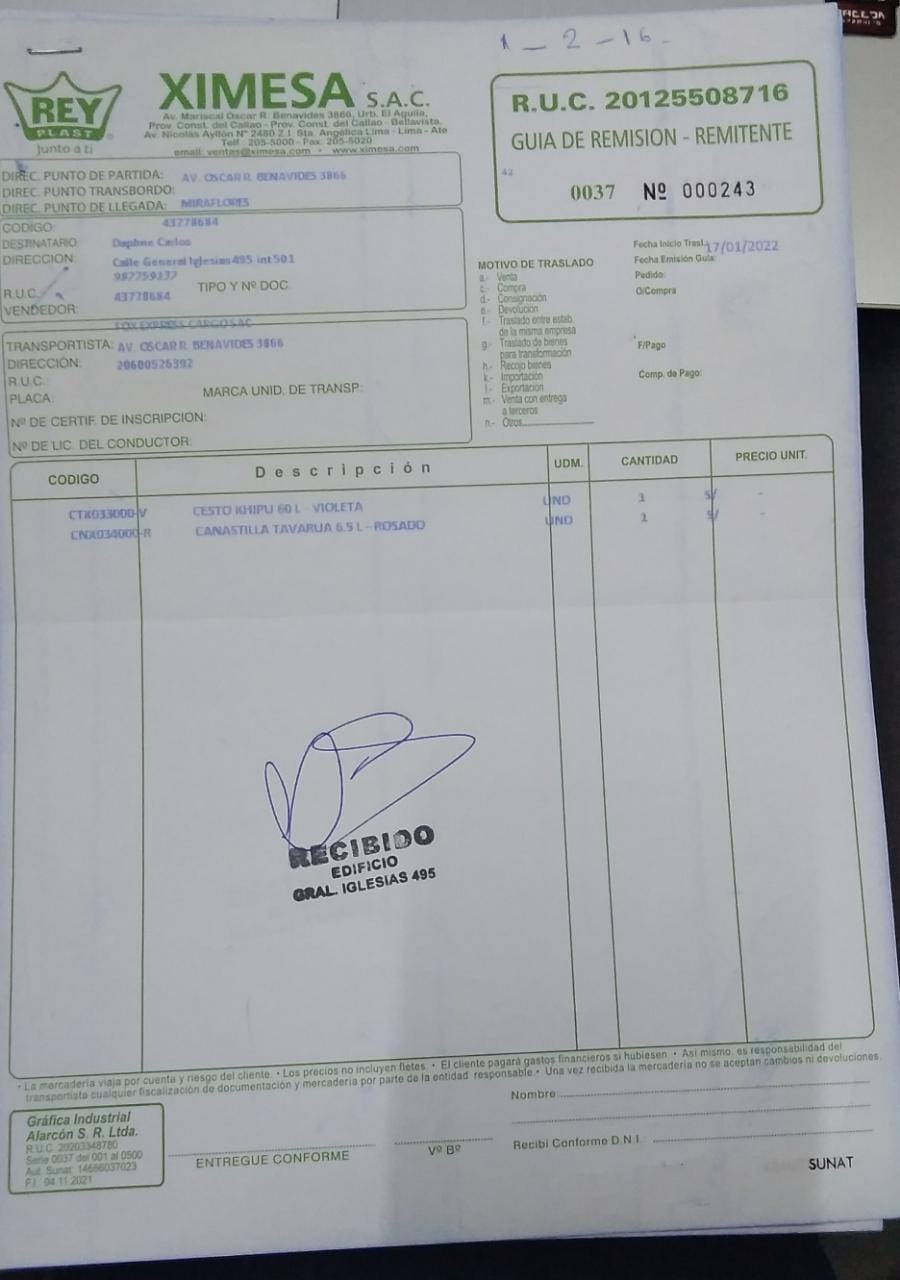 1 - 2 - 16.
REY
PLAST
Junto a ti
XIMESA S.A.C.
Av. Mariscal Oscar R. Benavides 3866, Urb. El Aguila,
Prov. Const. del Callao - Prov. Const. del Callao - Bellavista.
Av. Nicolás Ayllón N° 2480 Z.I. Sta. Angélica Lima - Lima - Ate
Telf.: 205-5000 - Fax: 205-5020
email: ventas@ximesa.com • www.ximesa.com
R.U.C. 20125508716
GUIA DE REMISION - REMITENTE
42
0037 Nº 000243
DIREC. PUNTO DE PARTIDA: AV. OSCAR R. BENAVIDES 3866
DIREC. PUNTO TRANSBORDO:
DIREC. PUNTO DE LLEGADA: MIRAFLORES
CODIGO: 43778684
DESTINATARIO: Daphne Carlos
DIRECCION: Calle General Iglesias 495 int 501
987759337
R.U.C. 43778684 TIPO Y Nº DOC.
VENDEDOR:
FOX EXPRESS CARGO SAC
TRANSPORTISTA: AV. OSCAR R. BENAVIDES 3866
DIRECCIÓN: 20600526392
R.U.C.:
PLACA: MARCA UNID. DE TRANSP:
Nº DE CERTIF. DE INSCRIPCION:
Nº DE LIC. DEL CONDUCTOR:
MOTIVO DE TRASLADO
a.- Venta
c.- Compra
d.- Consignación
e.- Devolución
f.- Traslado entre estab.
de la misma empresa
g.- Traslado de bienes
para transformación
h.- Recojo bienes
k.- Importación
l.- Exportación
m.- Venta con entrega
a terceros
n.- Otros
Fecha Inicio Trasl. 17/01/2022
Fecha Emisión Guía:
Pedido:
O/Compra
F/Pago
Comp. de Pago:
CODIGO Descripción UDM. CANTIDAD PRECIO UNIT.
CTX033000-V CESTO KHIPU 60 L - VIOLETA UND 1 S/ -
CNX034000-R CANASTILLA TAVARUA 6.5 L - ROSADO UND 1 S/ -
RECIBIDO
EDIFICIO
GRAL. IGLESIAS 495
• La mercadería viaja por cuenta y riesgo del cliente. • Los precios no incluyen fletes. • El cliente pagará gastos financieros si hubiesen. • Así mismo, es responsabilidad del
transportista cualquier fiscalización de documentación y mercadería por parte de la entidad responsable. • Una vez recibida la mercadería no se aceptan cambios ni devoluciones.
Gráfica Industrial
Alarcón S. R. Ltda.
R.U.C. 20203348780
Serie 0037 del 001 al 0500
Aut. Sunat: 14686037023
F.I. 04.11.2021
ENTREGUE CONFORME
Vº Bº
Nombre
Recibí Conforme D.N.I.
SUNAT